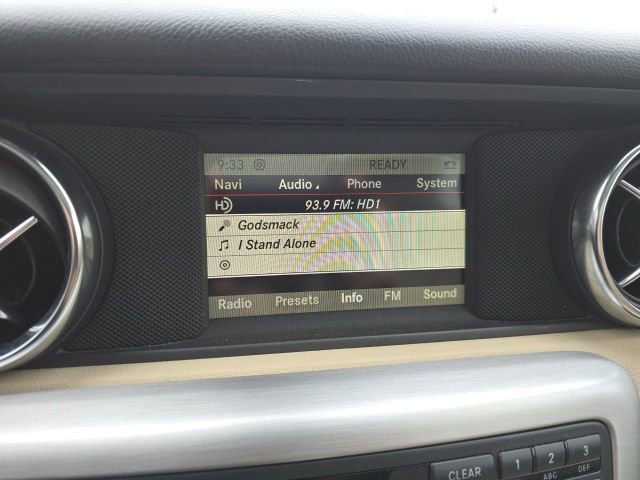 9:33 READY
Navi Audio Phone System
HD 93.9 FM: HD1
Godsmack
I Stand Alone
Radio Presets Info FM Sound
CLEAR 1 2 3
ABC DEF